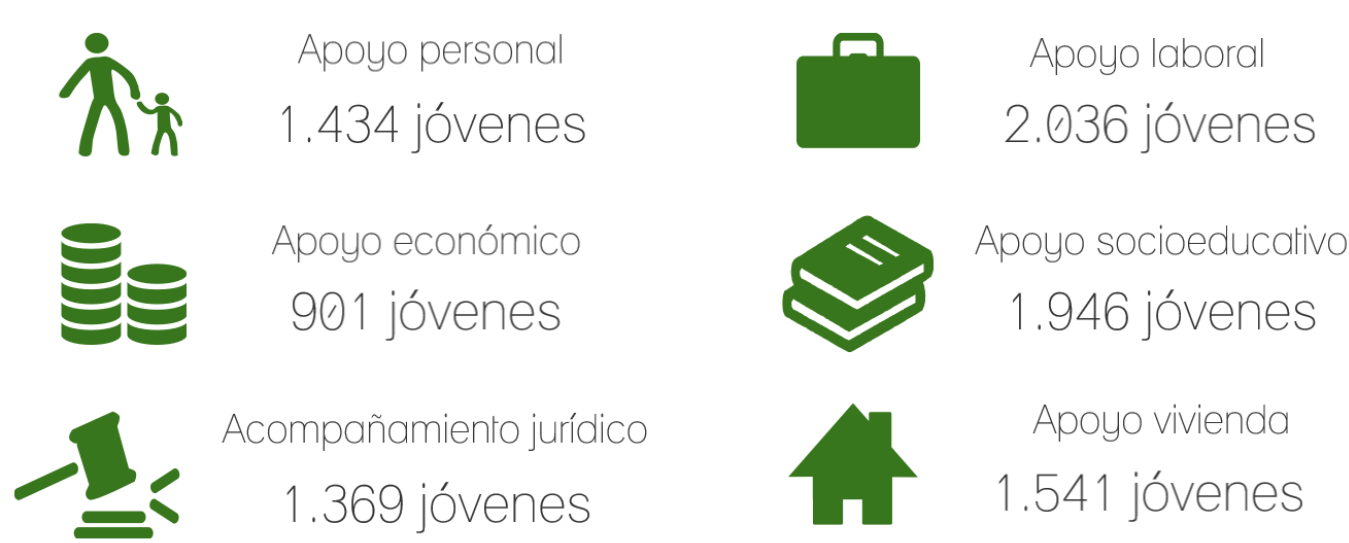 Apoyo personal
1.434 jóvenes
Apoyo laboral
2.036 jóvenes
Apoyo económico
901 jóvenes
Apoyo socioeducativo
1.946 jóvenes
Acompañamiento jurídico
1.369 jóvenes
Apoyo vivienda
1.541 jóvenes